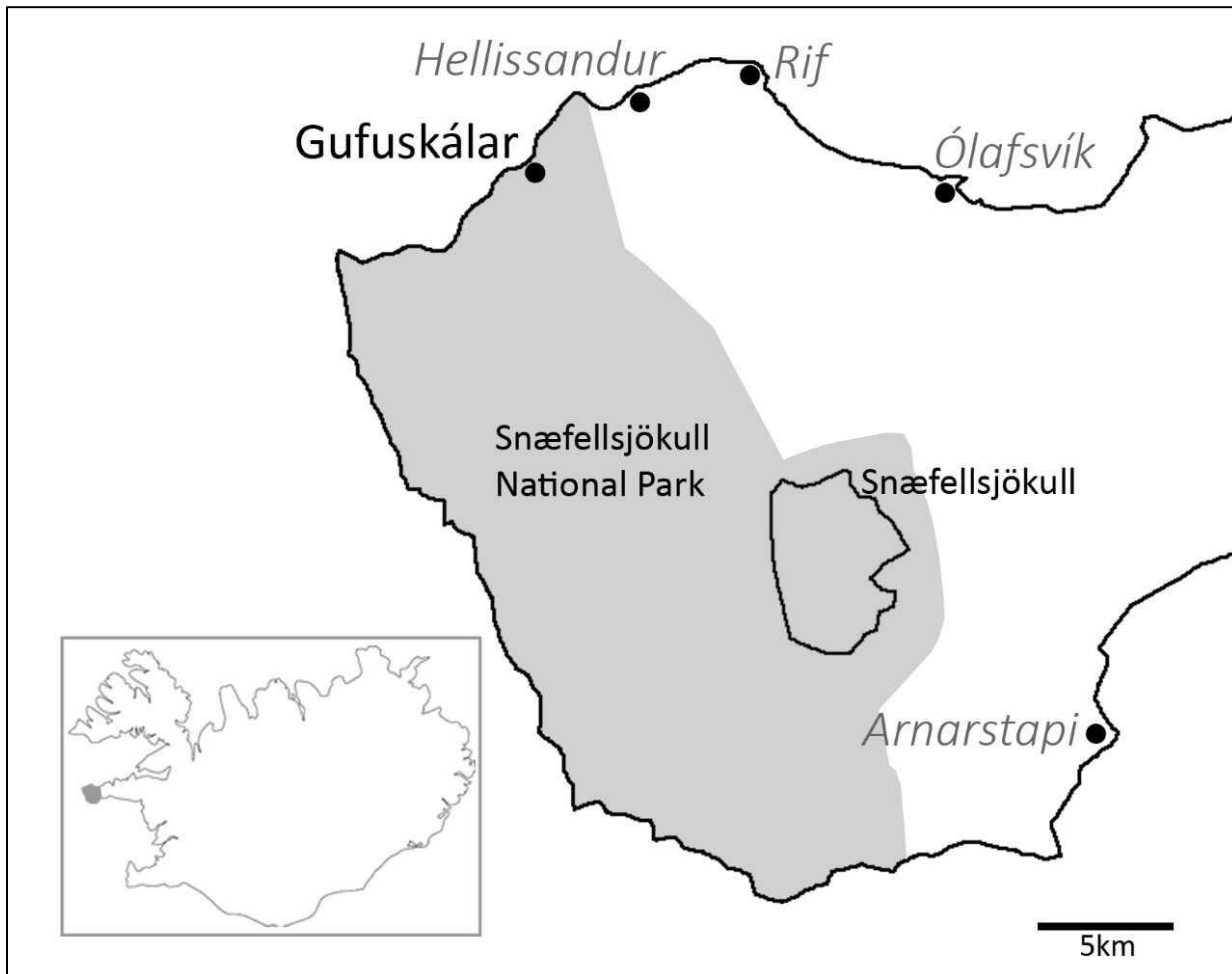 Hellissandur
Rif
Gufuskálar
Ólafsvík
Snæfellsjökull
National Park
Snæfellsjökull
Arnarstapi
5km